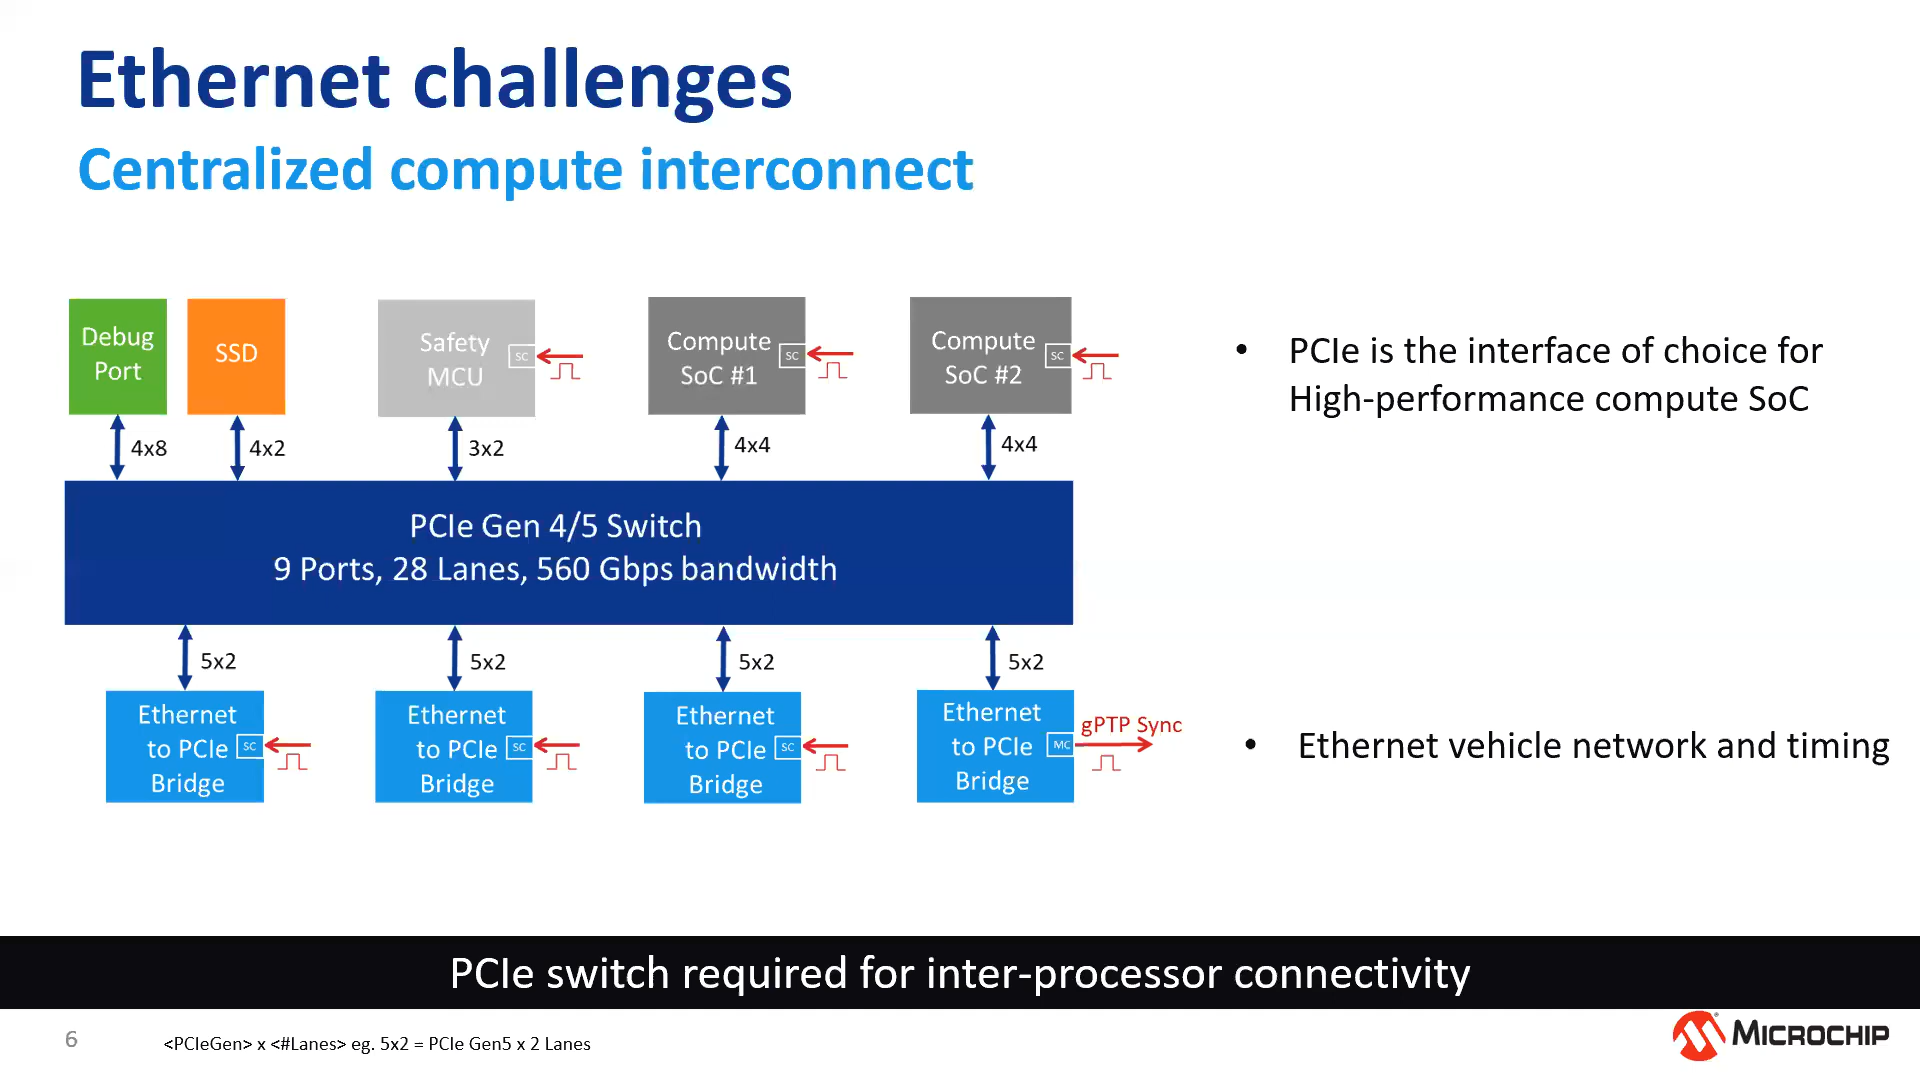 Ethernet challenges
Centralized compute interconnect
Debug
Port
SSD
Safety
MCU
SC
Compute
SoC #1
SC
Compute
SoC #2
SC
4x8
4x2
3x2
4x4
4x4
PCIe Gen 4/5 Switch
9 Ports, 28 Lanes, 560 Gbps bandwidth
5x2
5x2
5x2
5x2
Ethernet
to PCIe
Bridge
SC
Ethernet
to PCIe
Bridge
SC
Ethernet
to PCIe
Bridge
SC
Ethernet
to PCIe
Bridge
MC
gPTP Sync
• PCIe is the interface of choice for
High-performance compute SoC
• Ethernet vehicle network and timing
PCIe switch required for inter-processor connectivity
6
<PCIeGen> x <#Lanes> eg. 5x2 = PCIe Gen5 x 2 Lanes
MICROCHIP